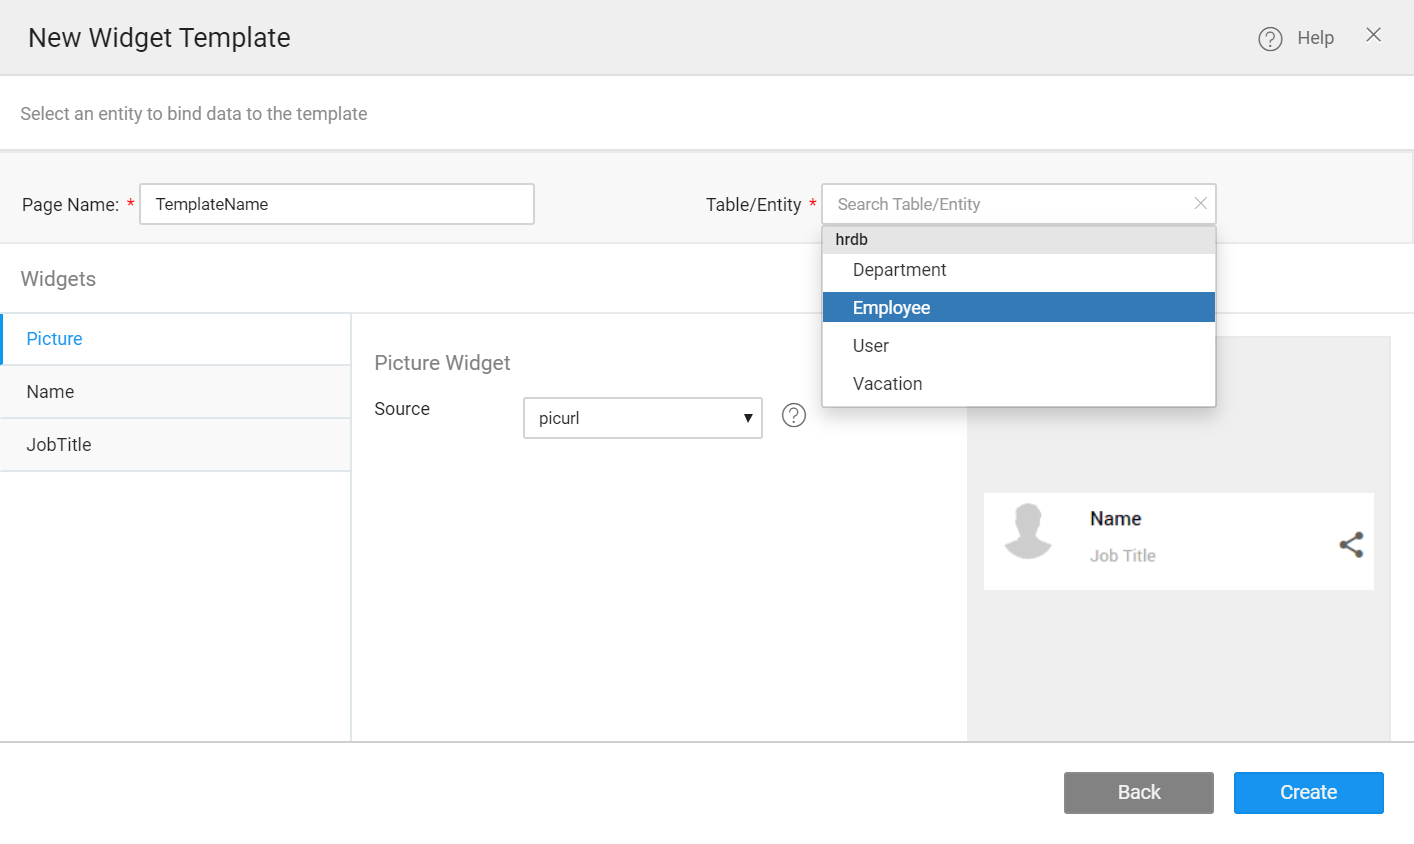 New Widget Template
Help
Select an entity to bind data to the template
Page Name: *
TemplateName
Table/Entity *
Search Table/Entity
hrdb
Department
Employee
User
Vacation
Widgets
Picture
Name
JobTitle
Picture Widget
Source
picurl
Name
Job Title
Back
Create